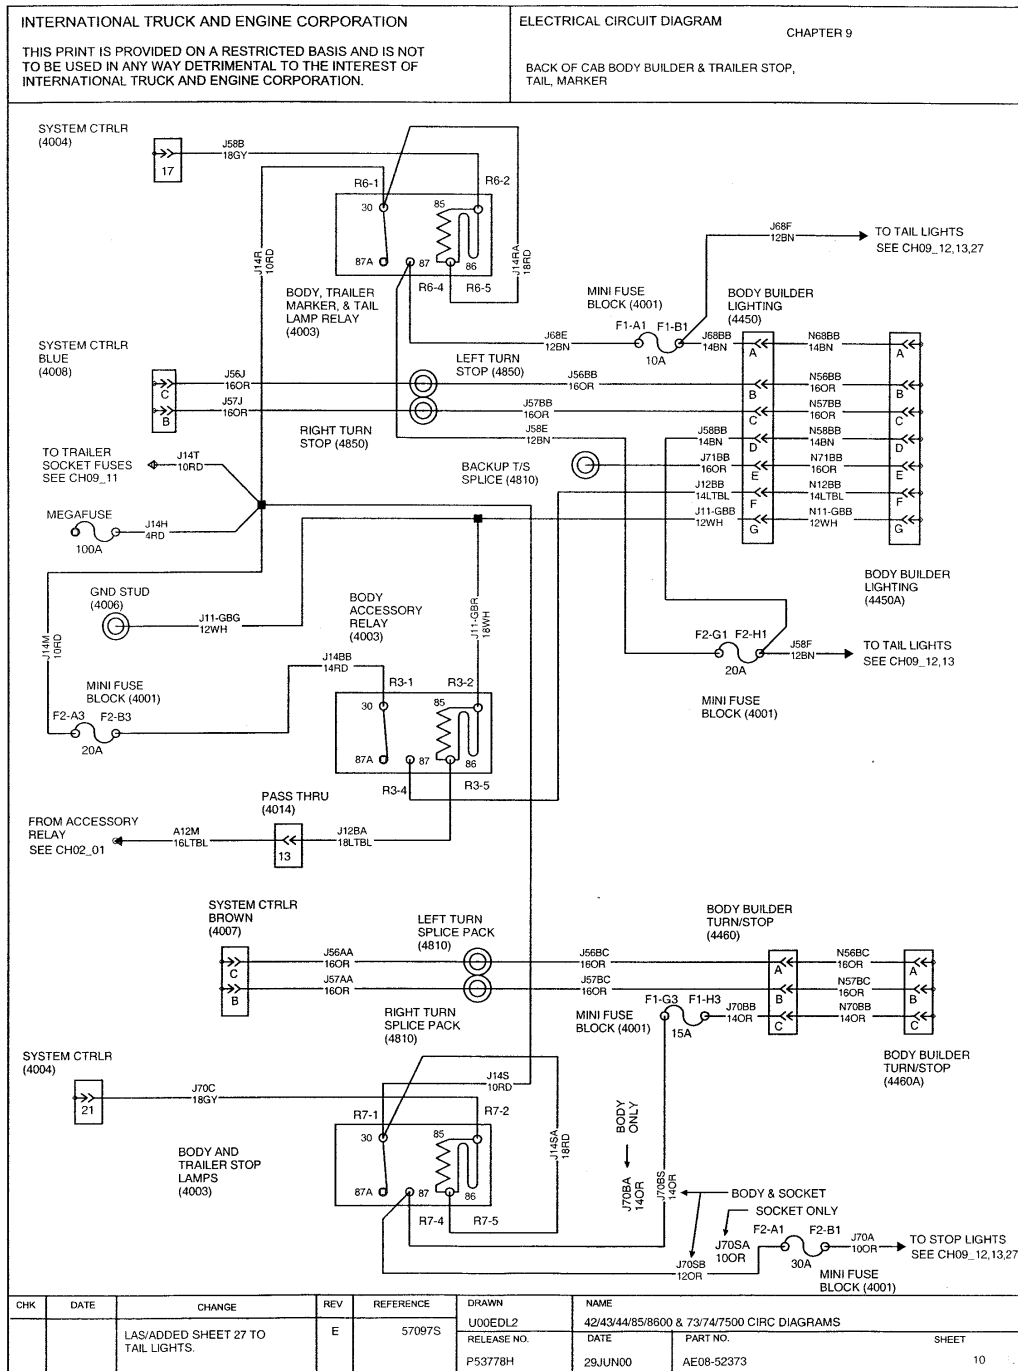 INTERNATIONAL TRUCK AND ENGINE CORPORATION
THIS PRINT IS PROVIDED ON A RESTRICTED BASIS AND IS NOT
TO BE USED IN ANY WAY DETRIMENTAL TO THE INTEREST OF
INTERNATIONAL TRUCK AND ENGINE CORPORATION.
ELECTRICAL CIRCUIT DIAGRAM
CHAPTER 9
BACK OF CAB BODY BUILDER & TRAILER STOP,
TAIL, MARKER
SYSTEM CTRLR
(4004)
17
J58B
18GY
R6-1
R6-2
30
85
87A
87
86
R6-4
R6-5
J14R
10RD
J14RA
18RD
BODY, TRAILER
MARKER, & TAIL
LAMP RELAY
(4003)
J68F
12BN
TO TAIL LIGHTS
SEE CH09_12,13,27
MINI FUSE
BLOCK (4001)
F1-A1 F1-B1
10A
J68E
12BN
BODY BUILDER
LIGHTING
(4450)
J68BB
14BN
A
N68BB
14BN
A
SYSTEM CTRLR
BLUE
(4008)
C
B
J56J
16OR
J57J
16OR
LEFT TURN
STOP (4850)
RIGHT TURN
STOP (4850)
J56BB
16OR
B
N56BB
16OR
B
J57BB
16OR
C
N57BB
16OR
C
J58E
12BN
J58BB
14BN
D
N58BB
14BN
D
BACKUP T/S
SPLICE (4810)
J71BB
16OR
E
N71BB
16OR
E
J12BB
14LTBL
F
N12BB
14LTBL
F
J11-GBB
12WH
G
N11-GBB
12WH
G
TO TRAILER
SOCKET FUSES
SEE CH09_11
J14T
10RD
MEGAFUSE
100A
J14H
4RD
BODY BUILDER
LIGHTING
(4450A)
GND STUD
(4006)
J11-GBG
12WH
BODY
ACCESSORY
RELAY
(4003)
J11-GBR
18WH
J14M
10RD
J14BB
14RD
F2-G1 F2-H1
20A
J58F
12BN
TO TAIL LIGHTS
SEE CH09_12,13
MINI FUSE
BLOCK (4001)
MINI FUSE
BLOCK (4001)
F2-A3 F2-B3
20A
R3-1
R3-2
30
85
87A
87
86
R3-4
R3-5
PASS THRU
(4014)
13
FROM ACCESSORY
RELAY
SEE CH02_01
A12M
16LTBL
J12BA
18LTBL
SYSTEM CTRLR
BROWN
(4007)
C
B
J56AA
16OR
J57AA
16OR
LEFT TURN
SPLICE PACK
(4810)
RIGHT TURN
SPLICE PACK
(4810)
J56BC
16OR
J57BC
16OR
BODY BUILDER
TURN/STOP
(4460)
A
B
C
N56BC
16OR
N57BC
16OR
N70BB
14OR
A
B
C
MINI FUSE
BLOCK (4001)
F1-G3 F1-H3
15A
J70BB
14OR
BODY BUILDER
TURN/STOP
(4460A)
SYSTEM CTRLR
(4004)
21
J70C
18GY
J14S
10RD
R7-1
R7-2
30
85
87A
87
86
R7-4
R7-5
J14SA
18RD
BODY AND
TRAILER STOP
LAMPS
(4003)
BODY
ONLY
J70BA
14OR
J70BS
14OR
BODY & SOCKET
SOCKET ONLY
J70SA
10OR
J70SB
12OR
F2-A1 F2-B1
30A
J70A
10OR
TO STOP LIGHTS
SEE CH09_12,13,27
MINI FUSE
BLOCK (4001)
CHK DATE CHANGE REV REFERENCE DRAWN NAME
LAS/ADDED SHEET 27 TO
TAIL LIGHTS.
E 57097S
U00EDL2
42/43/44/85/8600 & 73/74/7500 CIRC DIAGRAMS
RELEASE NO. DATE PART NO. SHEET
P53778H 29JUN00 AE08-52373 10